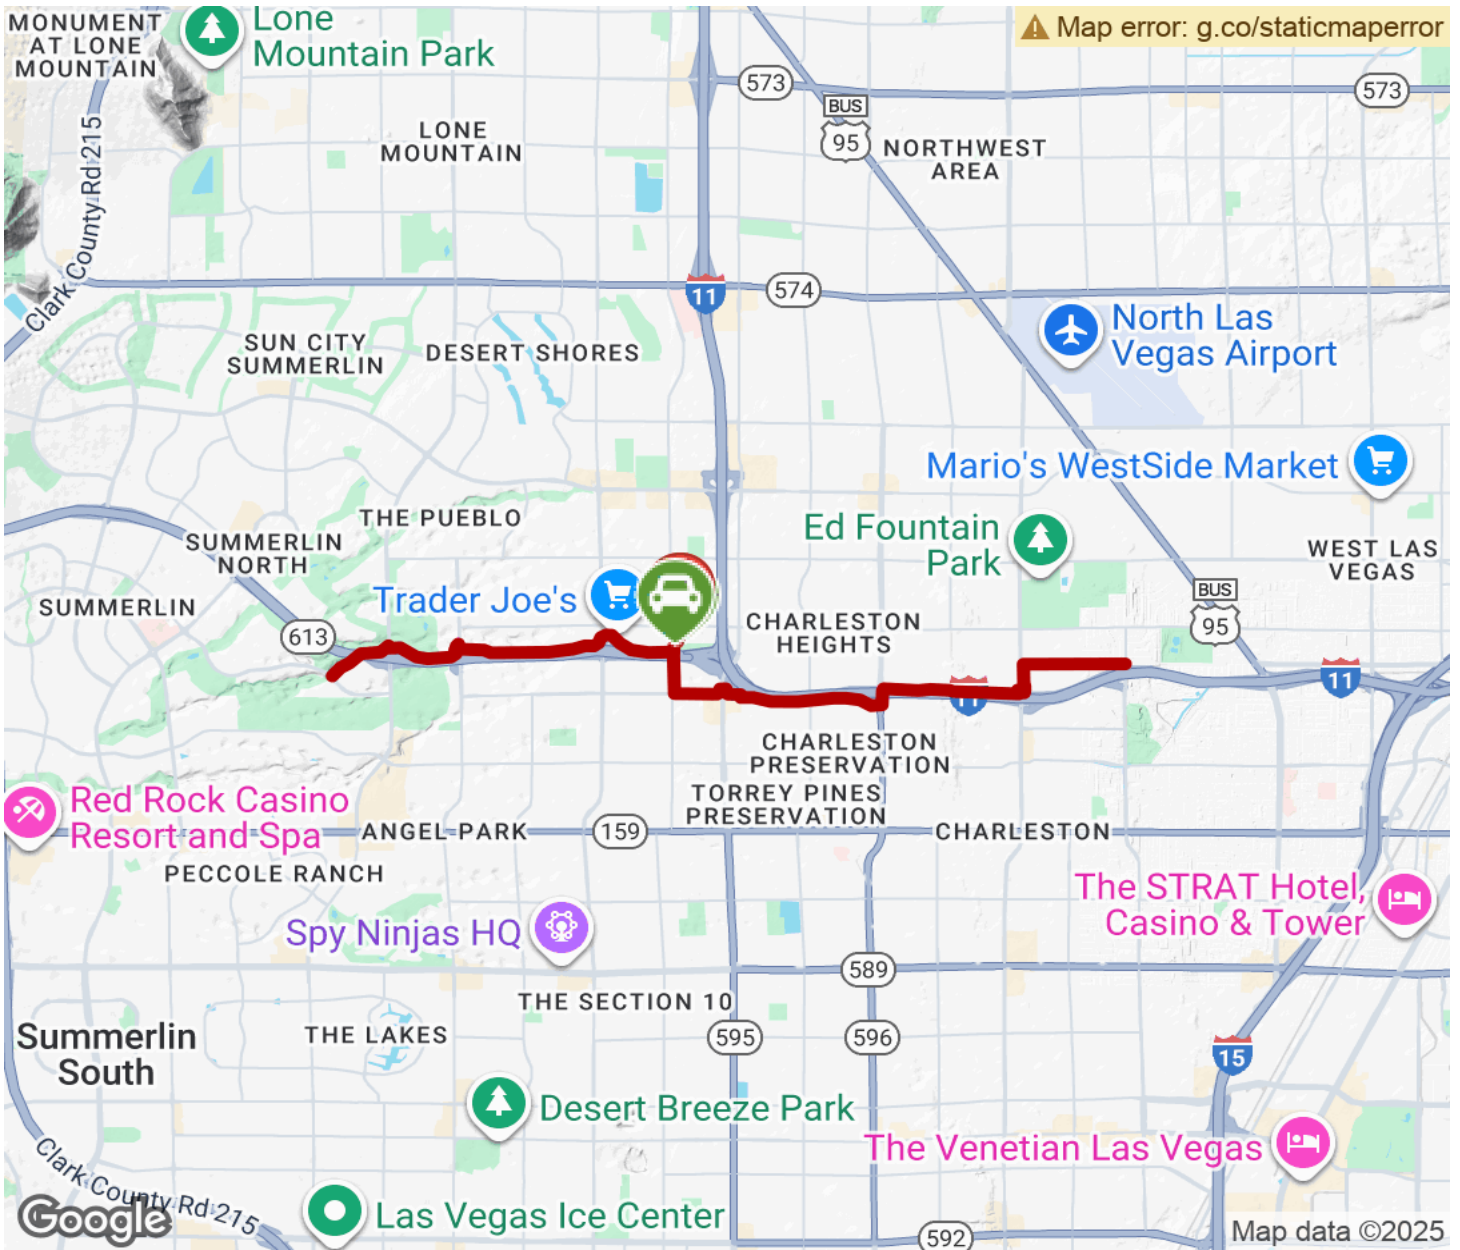 MONUMENT
AT LONE
MOUNTAIN
Lone
Mountain Park
Map error: g.co/staticmaperror
573
573
BUS
95
LONE
MOUNTAIN
NORTHWEST
AREA
Clark County Rd 215
11
574
North Las
Vegas Airport
SUN CITY
SUMMERLIN
DESERT SHORES
Mario's WestSide Market
THE PUEBLO
Ed Fountain
Park
SUMMERLIN
NORTH
WEST LAS
VEGAS
SUMMERLIN
Trader Joe's
BUS
95
613
CHARLESTON
HEIGHTS
11
11
CHARLESTON
PRESERVATION
TORREY PINES
PRESERVATION
Red Rock Casino
Resort and Spa
ANGEL PARK
159
CHARLESTON
PECCOLE RANCH
The STRAT Hotel,
Casino & Tower
Spy Ninjas HQ
589
THE SECTION 10
Summerlin
South
THE LAKES
595
596
15
Desert Breeze Park
The Venetian Las Vegas
Clark County Rd 215
Google
Las Vegas Ice Center
592
Map data ©2025